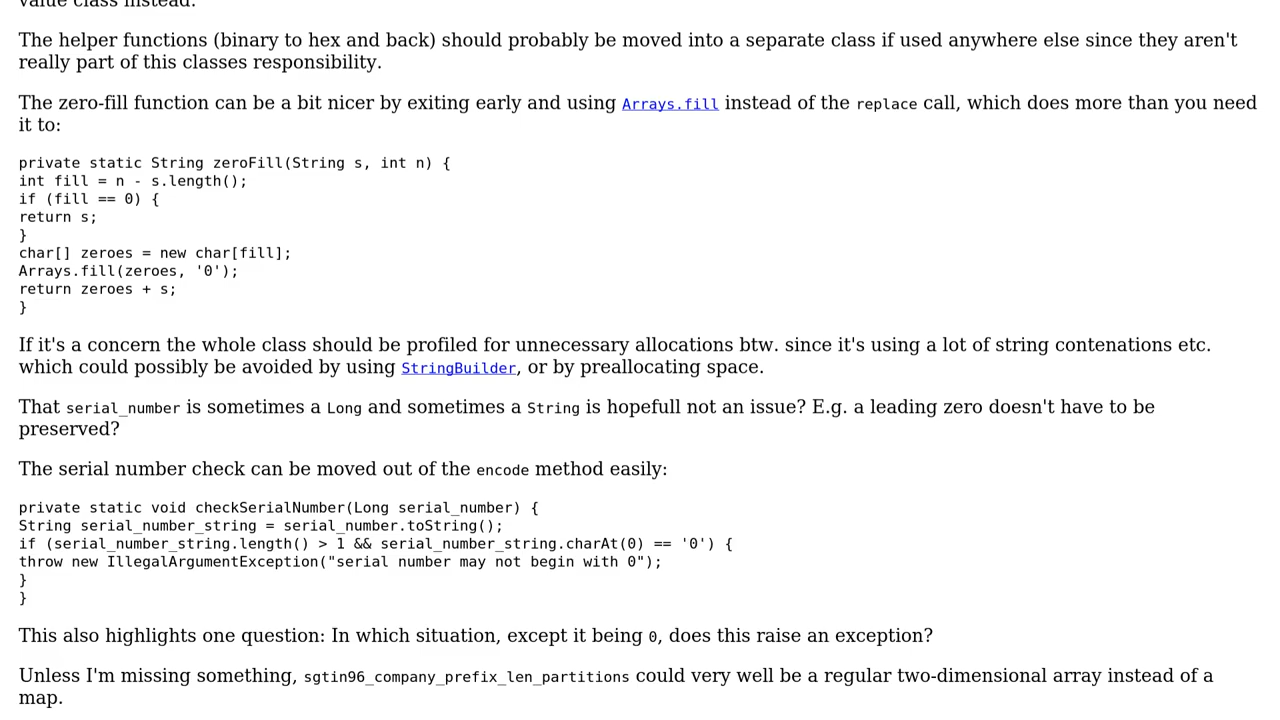 value class instead.
The helper functions (binary to hex and back) should probably be moved into a separate class if used anywhere else since they aren't
really part of this classes responsibility.
The zero-fill function can be a bit nicer by exiting early and using Arrays.fill instead of the replace call, which does more than you need
it to:
private static String zeroFill(String s, int n) {
int fill = n - s.length();
if (fill == 0) {
return s;
}
char[] zeroes = new char[fill];
Arrays.fill(zeroes, '0');
return zeroes + s;
}
If it's a concern the whole class should be profiled for unnecessary allocations btw. since it's using a lot of string contenations etc.
which could possibly be avoided by using StringBuilder, or by preallocating space.
That serial_number is sometimes a Long and sometimes a String is hopefull not an issue? E.g. a leading zero doesn't have to be
preserved?
The serial number check can be moved out of the encode method easily:
private static void checkSerialNumber(Long serial_number) {
String serial_number_string = serial_number.toString();
if (serial_number_string.length() > 1 && serial_number_string.charAt(0) == '0') {
throw new IllegalArgumentException("serial number may not begin with 0");
}
}
This also highlights one question: In which situation, except it being 0, does this raise an exception?
Unless I'm missing something, sgtin96_company_prefix_len_partitions could very well be a regular two-dimensional array instead of a
map.